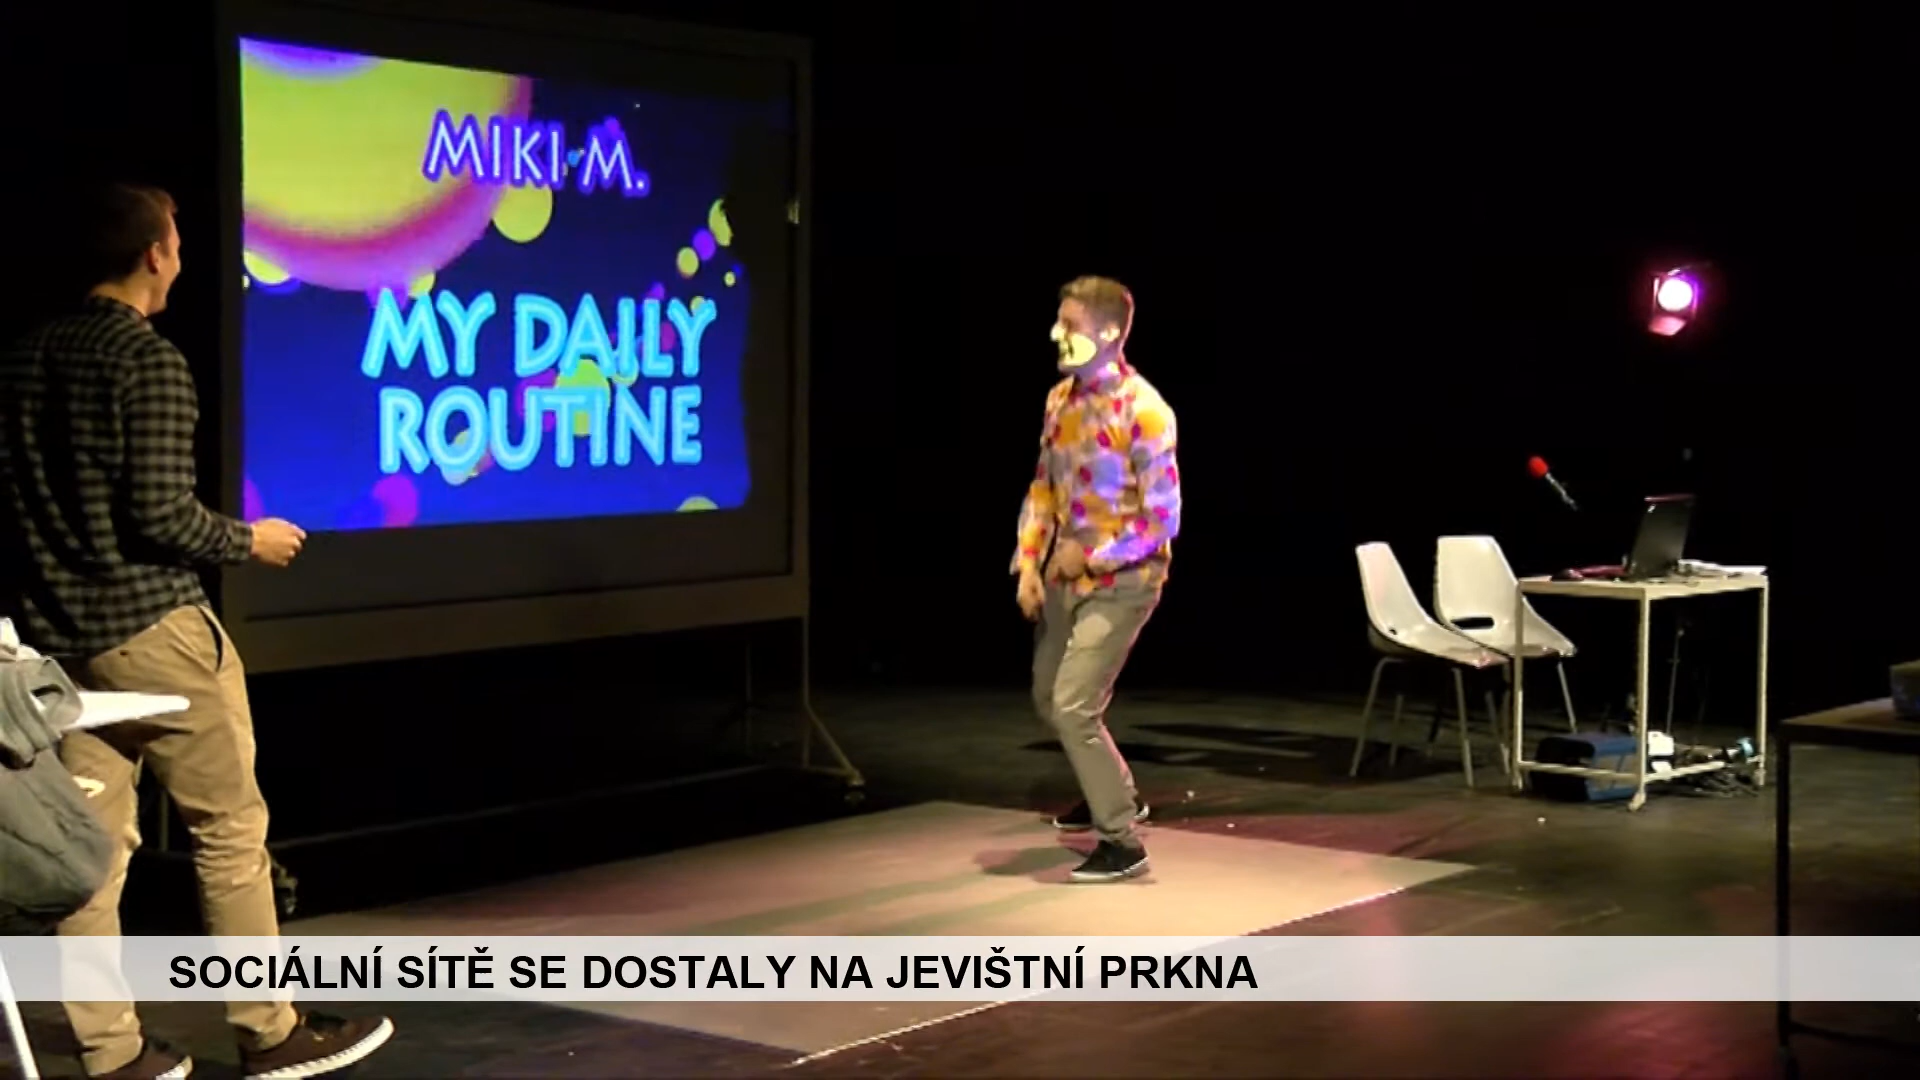 MIKI M.
MY DAILY
ROUTINE
SOCIÁLNÍ SÍTĚ SE DOSTALY NA JEVIŠTNÍ PRKNA